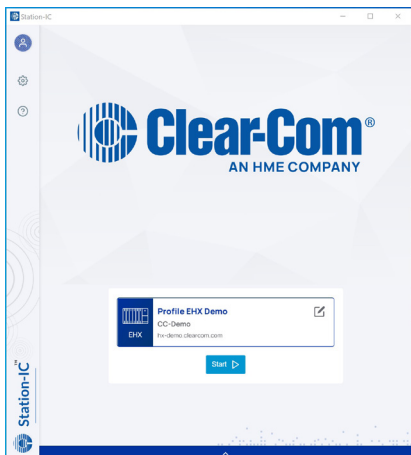 Station-IC
Clear-Com®
AN HME COMPANY
Profile EHX Demo
CC-Demo
EHX
hx-demo.clearcom.com
Start
Station-IC™